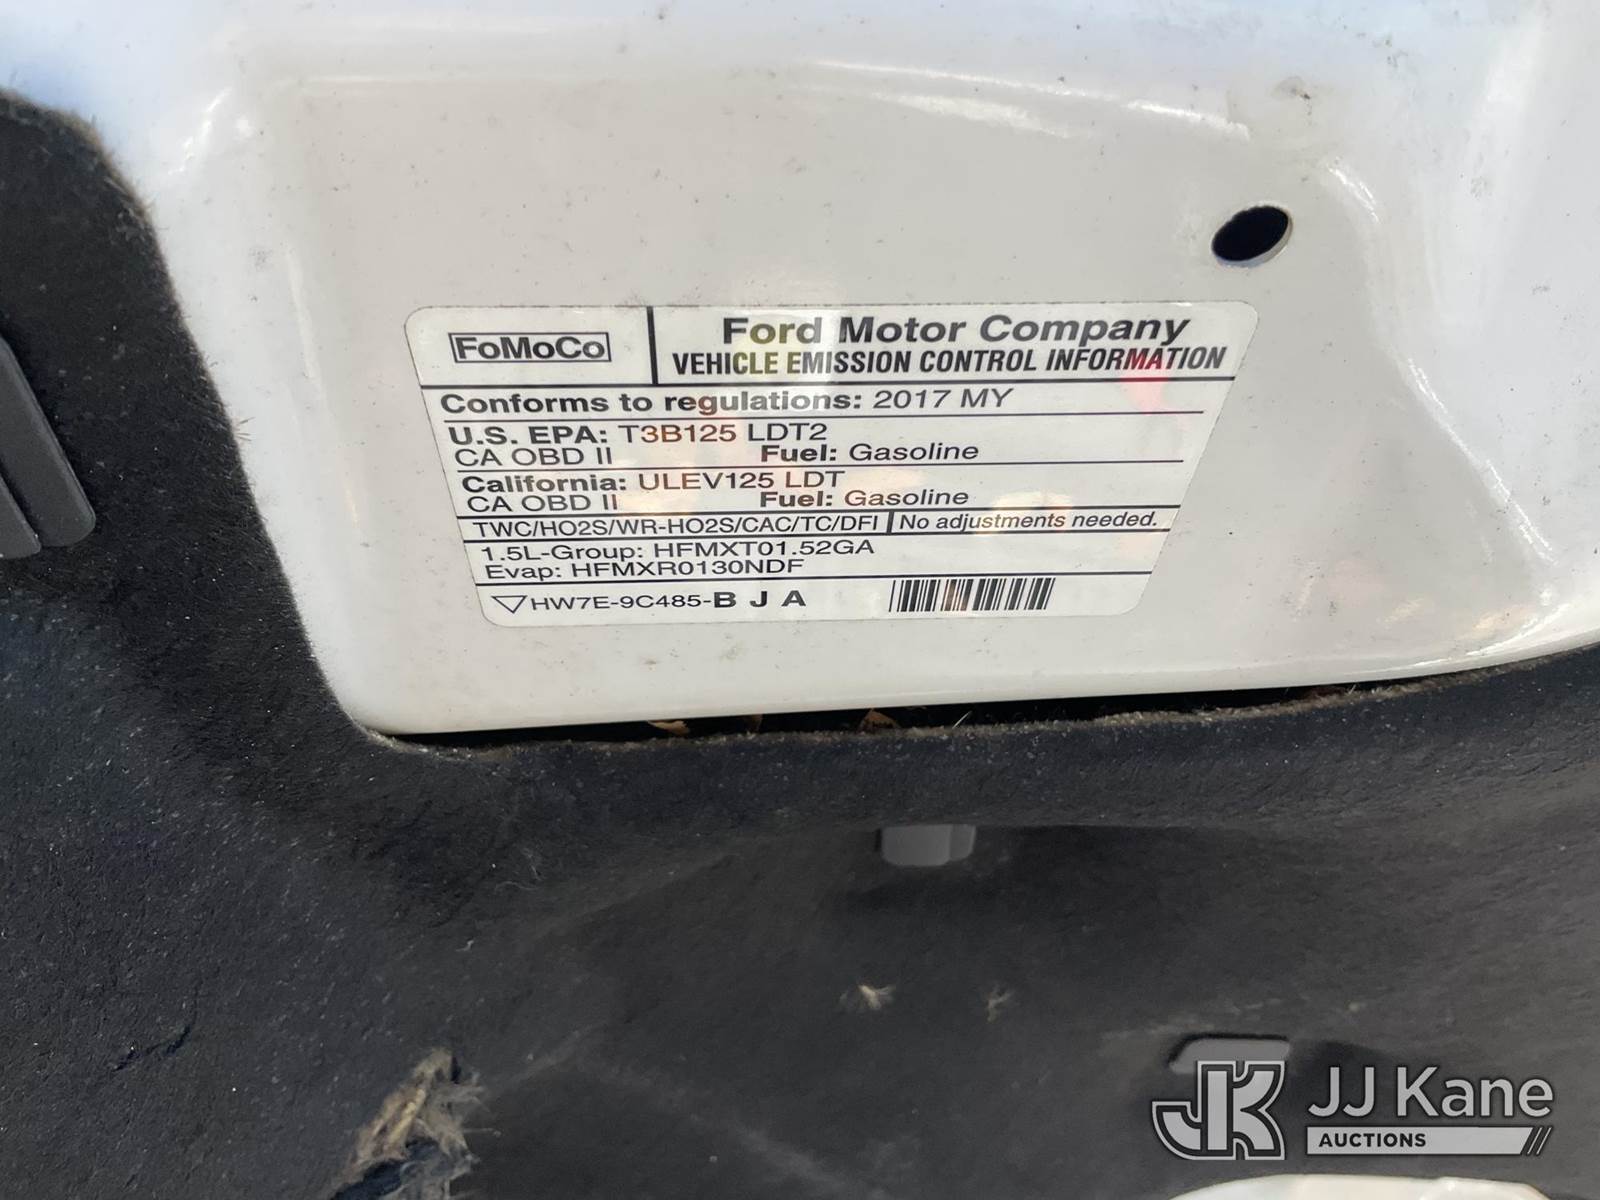 FoMoCo
Ford Motor Company
VEHICLE EMISSION CONTROL INFORMATION
Conforms to regulations: 2017 MY
U.S. EPA: T3B125 LDT2
CA OBD II Fuel: Gasoline
California: ULEV125 LDT
CA OBD II Fuel: Gasoline
TWC/HO2S/WR-HO2S/CAC/TC/DFI No adjustments needed.
1.5L-Group: HFMXT01.52GA
Evap: HFMXR0130NDF
HW7E-9C485-B J A
JK JJ Kane
AUCTIONS